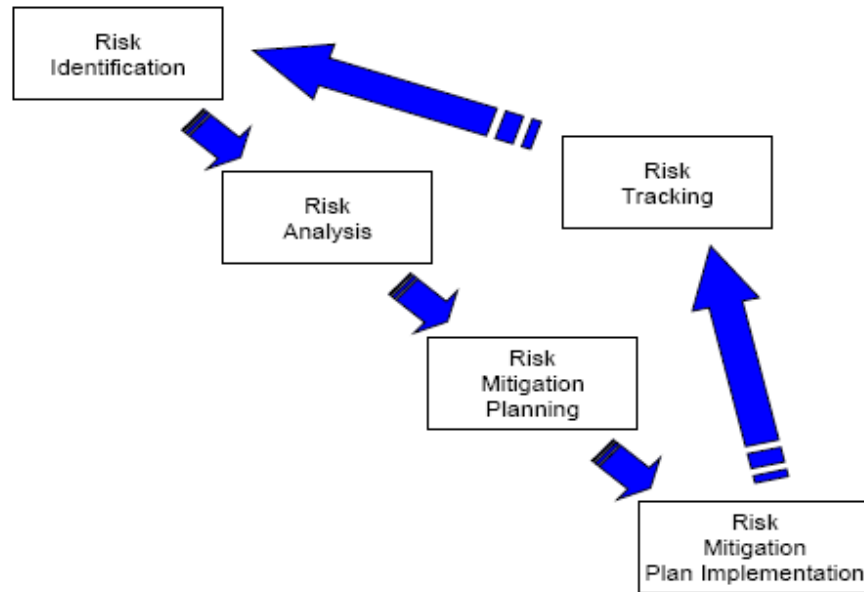 Risk
Identification
Risk
Tracking
Risk
Analysis
Risk
Mitigation
Planning
Risk
Mitigation
Plan Implementation